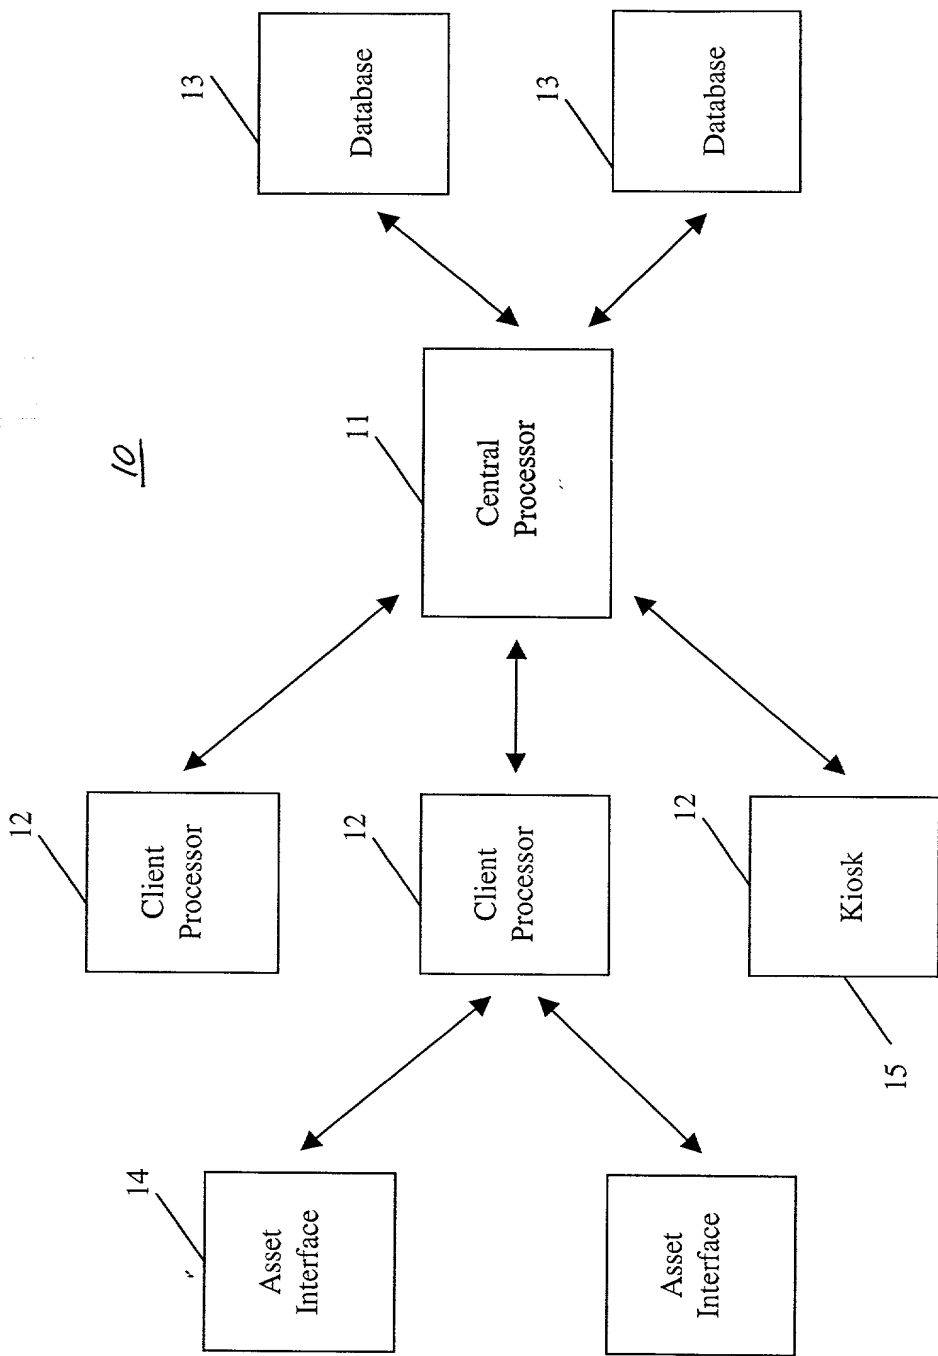 10
14
Asset
Interface
Asset
Interface
12
Client
Processor
12
Client
Processor
12
Kiosk
15
11
Central
Processor
13
Database
13
Database